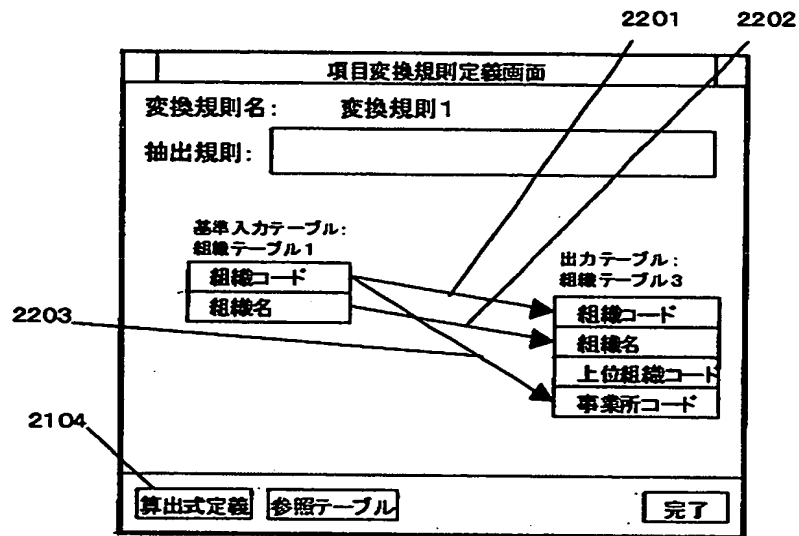 2201 2202
項目変換規則定義画面
変換規則名: 変換規則1
抽出規則:
基準入力テーブル:
組織テーブル1
組織コード
組織名
出力テーブル:
組織テーブル3
組織コード
組織名
上位組織コード
事業所コード
2203
2104
算出式定義 参照テーブル 完了